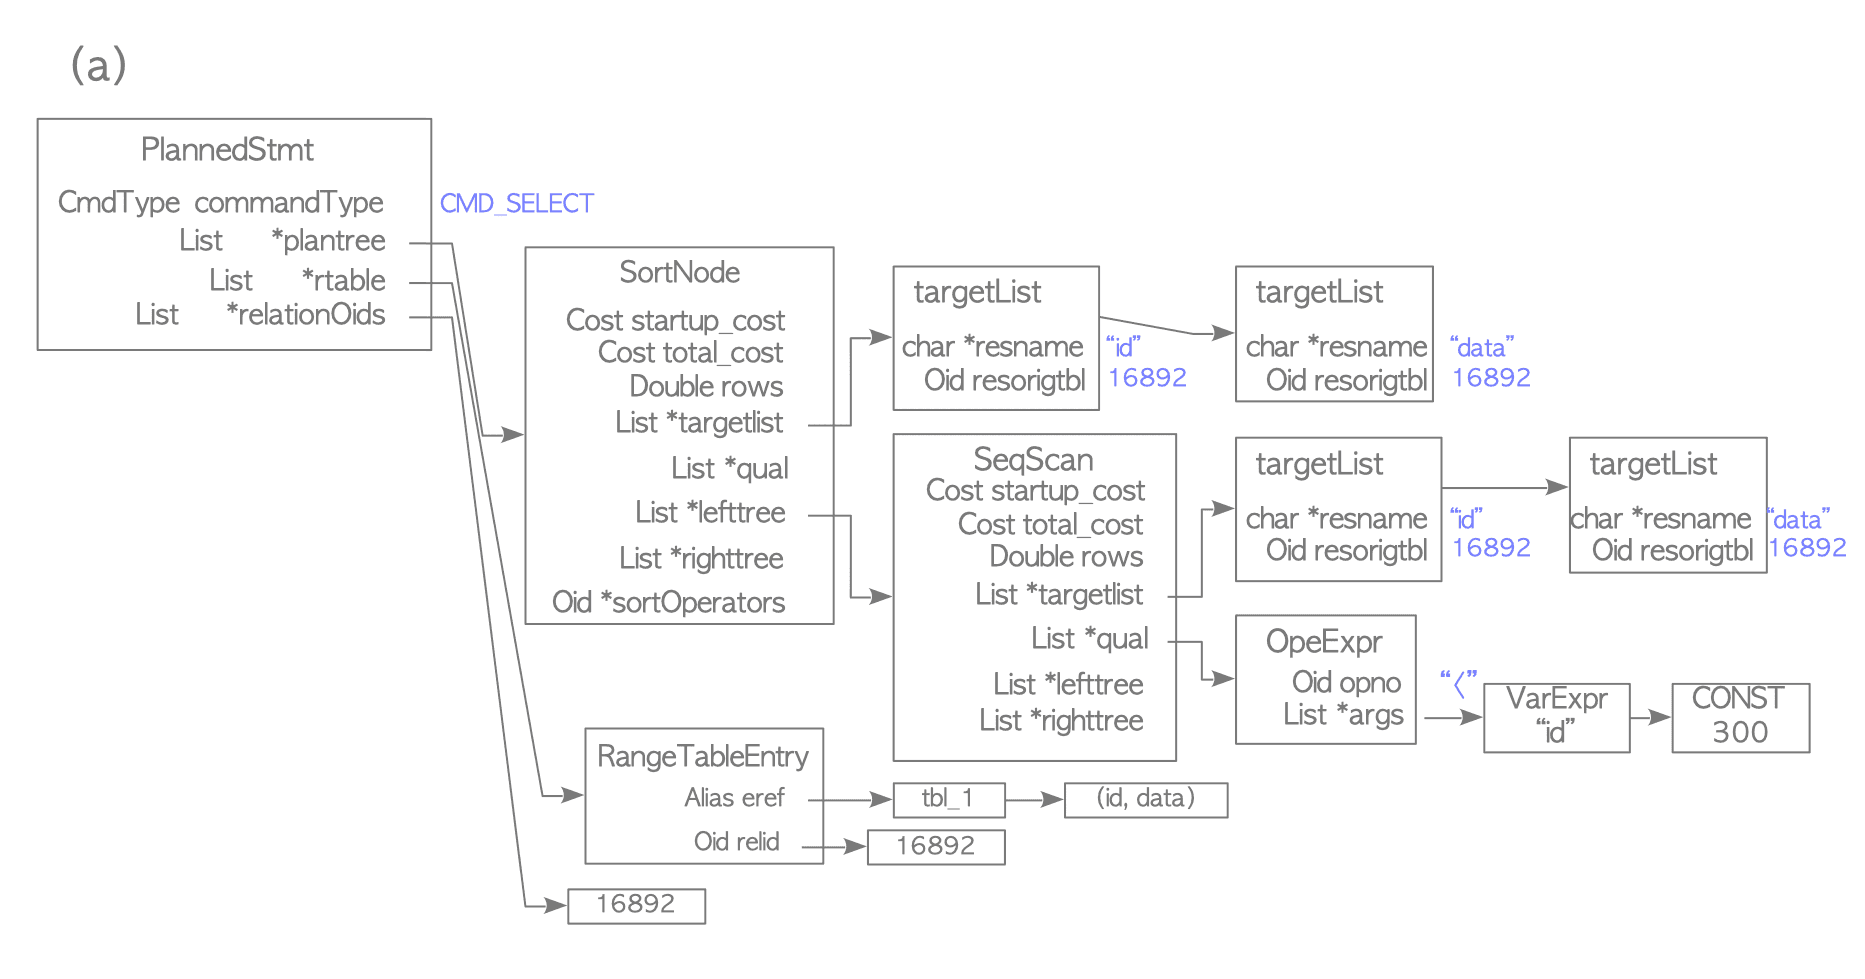 (a)
PlannedStmt
CmdType commandType CMD_SELECT
List *plantree
List *rtable
List *relationOids
SortNode
Cost startup_cost
Cost total_cost
Double rows
List *targetlist
List *qual
List *lefttree
List *righttree
Oid *sortOperators
targetList
char *resname "id"
Oid resorigtbl 16892
targetList
char *resname "data"
Oid resorigtbl 16892
SeqScan
Cost startup_cost
Cost total_cost
Double rows
List *targetlist
List *qual
List *lefttree
List *righttree
targetList
char *resname "id"
Oid resorigtbl 16892
targetList
char *resname "data"
Oid resorigtbl 16892
OpeExpr
Oid opno "〈"
List *args
VarExpr
"id"
CONST
300
RangeTableEntry
Alias eref
Oid relid
tbl_1
(id, data)
16892
16892